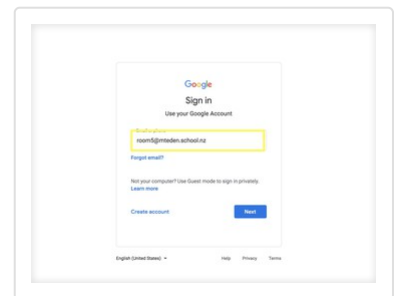 Google
Sign in
Use your Google Account
room5@mteden.school.nz
Forgot email?
Not your computer? Use Guest mode to sign in privately.
Learn more
Create account
Next
English (United States)
Help Privacy Terms